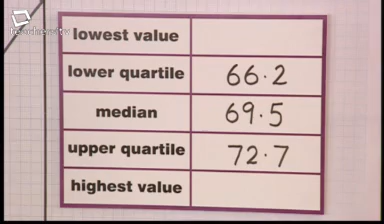 lowest value
lower quartile 66·2
median 69·5
upper quartile 72·7
highest value